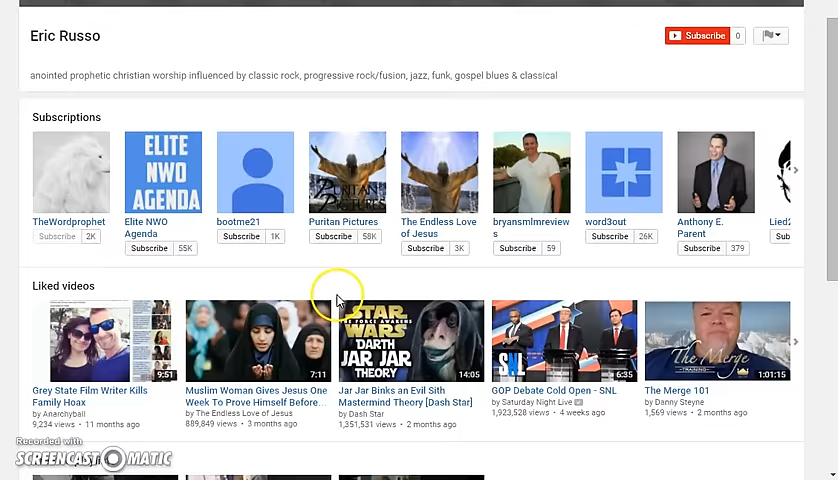 Eric Russo
Subscribe 0
anointed prophetic christian worship influenced by classic rock, progressive rock/fusion, jazz, funk, gospel blues & classical
Subscriptions
ELITE NWO AGENDA
PURITAN PICTURES
TheWordprophet
Elite NWO Agenda
bootme21
Puritan Pictures
The Endless Love of Jesus
bryansmlmreviews
word3out
Anthony E. Parent
Subscribe 2K
Subscribe 55K
Subscribe 1K
Subscribe 58K
Subscribe 3K
Subscribe 59
Subscribe 26K
Subscribe 379
Liked videos
9:51
7:11
STAR WARS
THE FORCE AWAKENS
DARTH JAR JAR THEORY
14:05
SNL
6:35
The Merge
TRAINING
1:01:15
Grey State Film Writer Kills Family Hoax
by Anarchyball
9,234 views • 11 months ago
Muslim Woman Gives Jesus One Week To Prove Himself Before...
by The Endless Love of Jesus
889,849 views • 3 months ago
Jar Jar Binks an Evil Sith Mastermind Theory [Dash Star]
by Dash Star
1,351,531 views • 2 months ago
GOP Debate Cold Open - SNL
by Saturday Night Live
1,923,528 views • 4 weeks ago
The Merge 101
by Danny Steyne
1,569 views • 2 months ago
Recorded with
SCREENCAST-O-MATIC